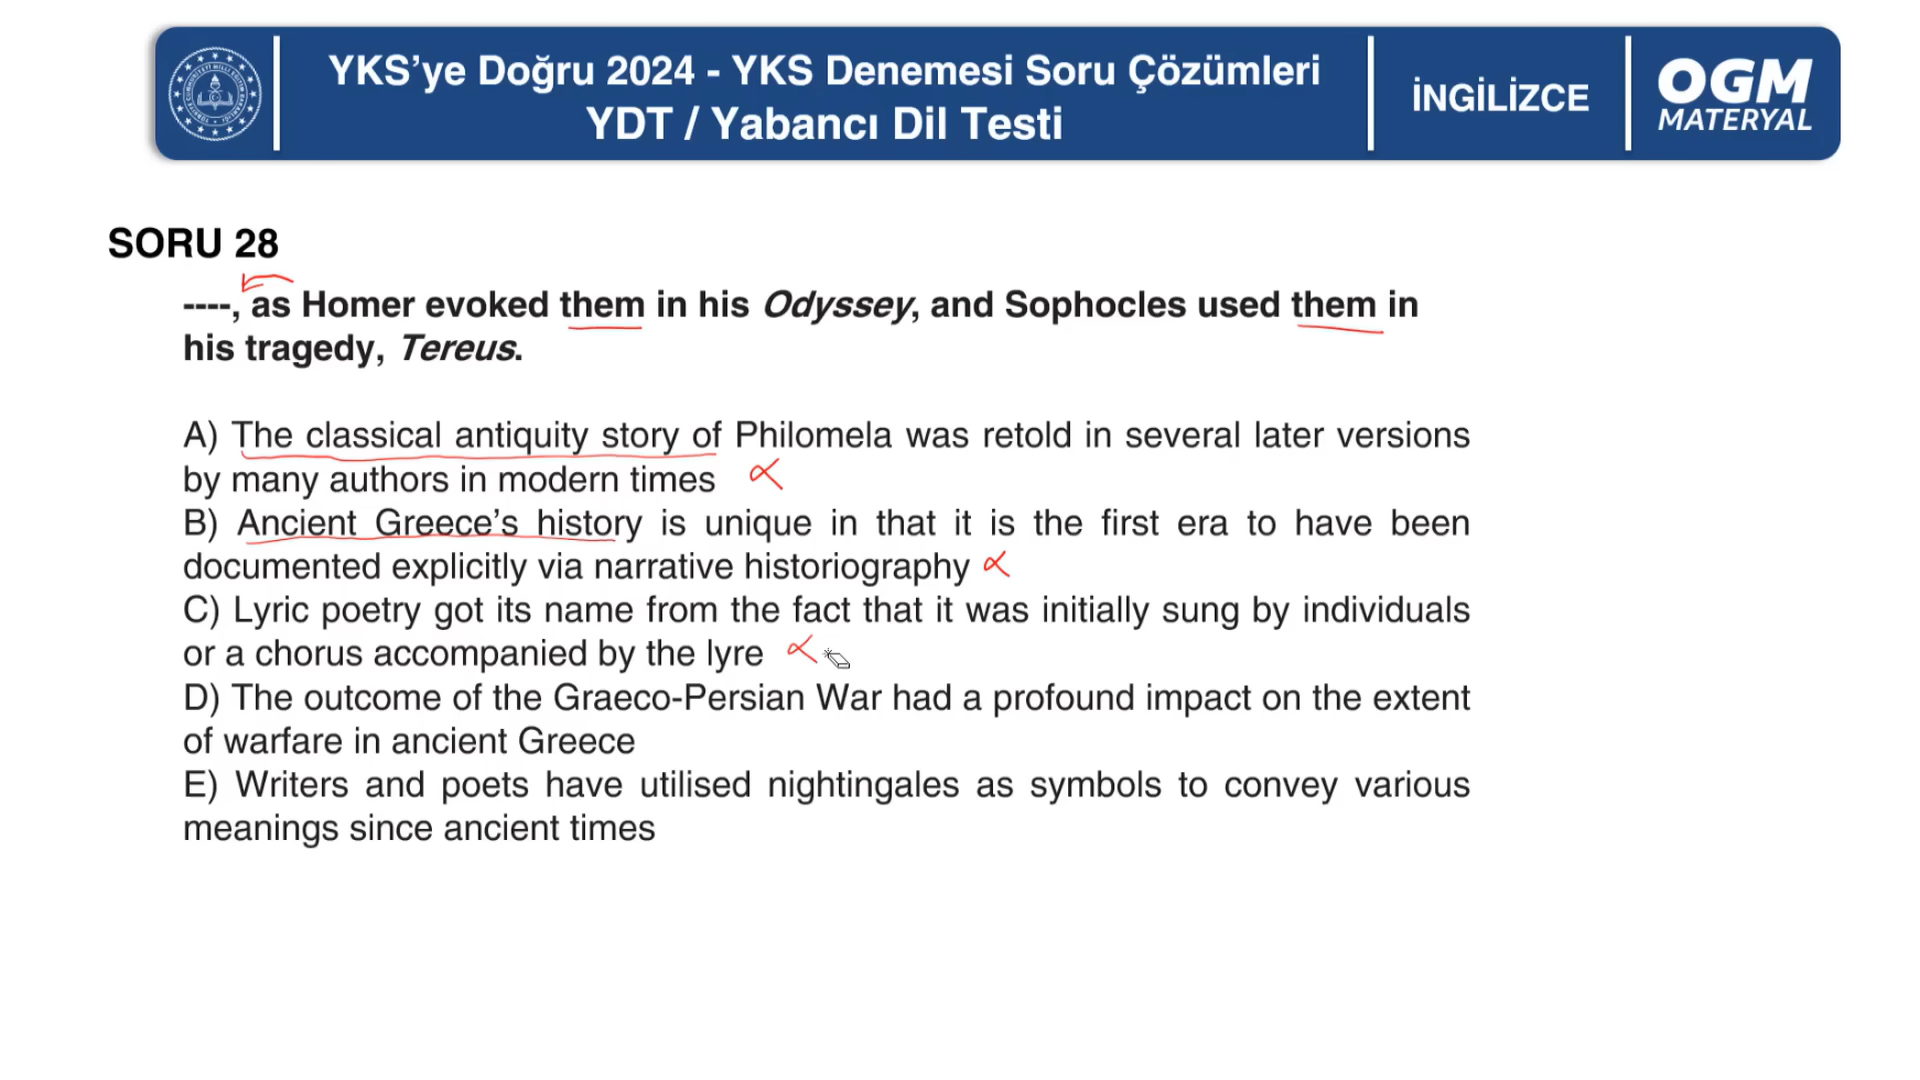 YKS’ye Doğru 2024 - YKS Denemesi Soru Çözümleri
YDT / Yabancı Dil Testi
İNGİLİZCE
OGM
MATERYAL
SORU 28
----, as Homer evoked them in his Odyssey, and Sophocles used them in
his tragedy, Tereus.
A) The classical antiquity story of Philomela was retold in several later versions
by many authors in modern times
B) Ancient Greece’s history is unique in that it is the first era to have been
documented explicitly via narrative historiography
C) Lyric poetry got its name from the fact that it was initially sung by individuals
or a chorus accompanied by the lyre
D) The outcome of the Graeco-Persian War had a profound impact on the extent
of warfare in ancient Greece
E) Writers and poets have utilised nightingales as symbols to convey various
meanings since ancient times